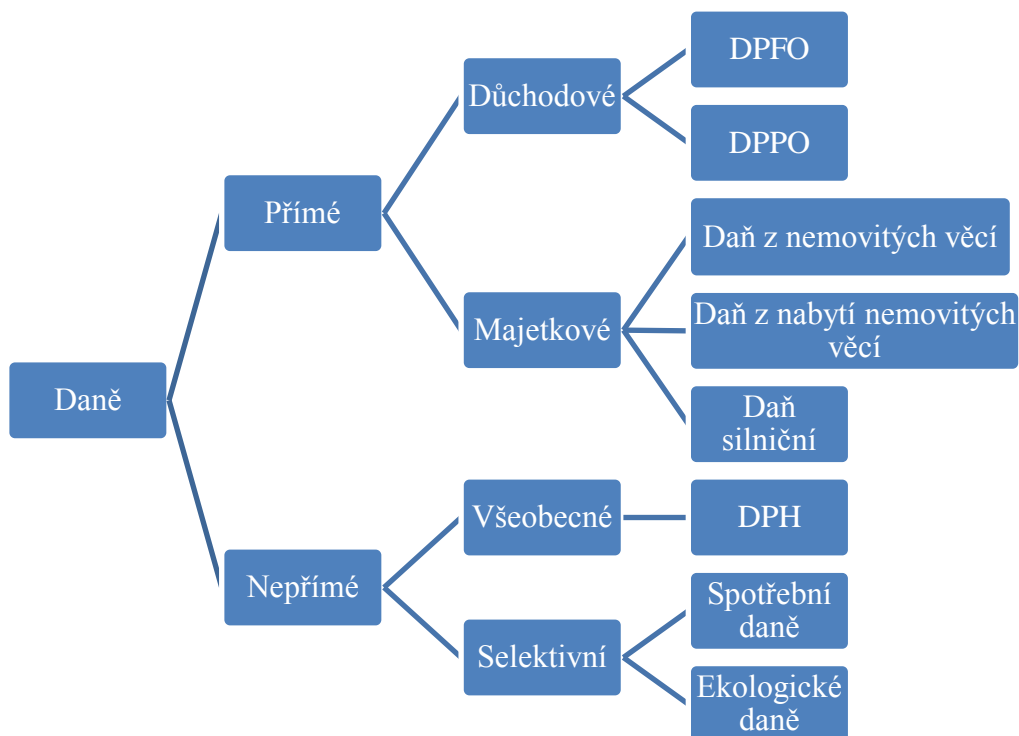 DPFO
Důchodové
DPPO
Přímé
Daň z nemovitých věcí
Majetkové
Daň z nabytí nemovitých
věcí
Daně
Daň
silniční
Všeobecné
DPH
Nepřímé
Spotřební
daně
Selektivní
Ekologické
daně